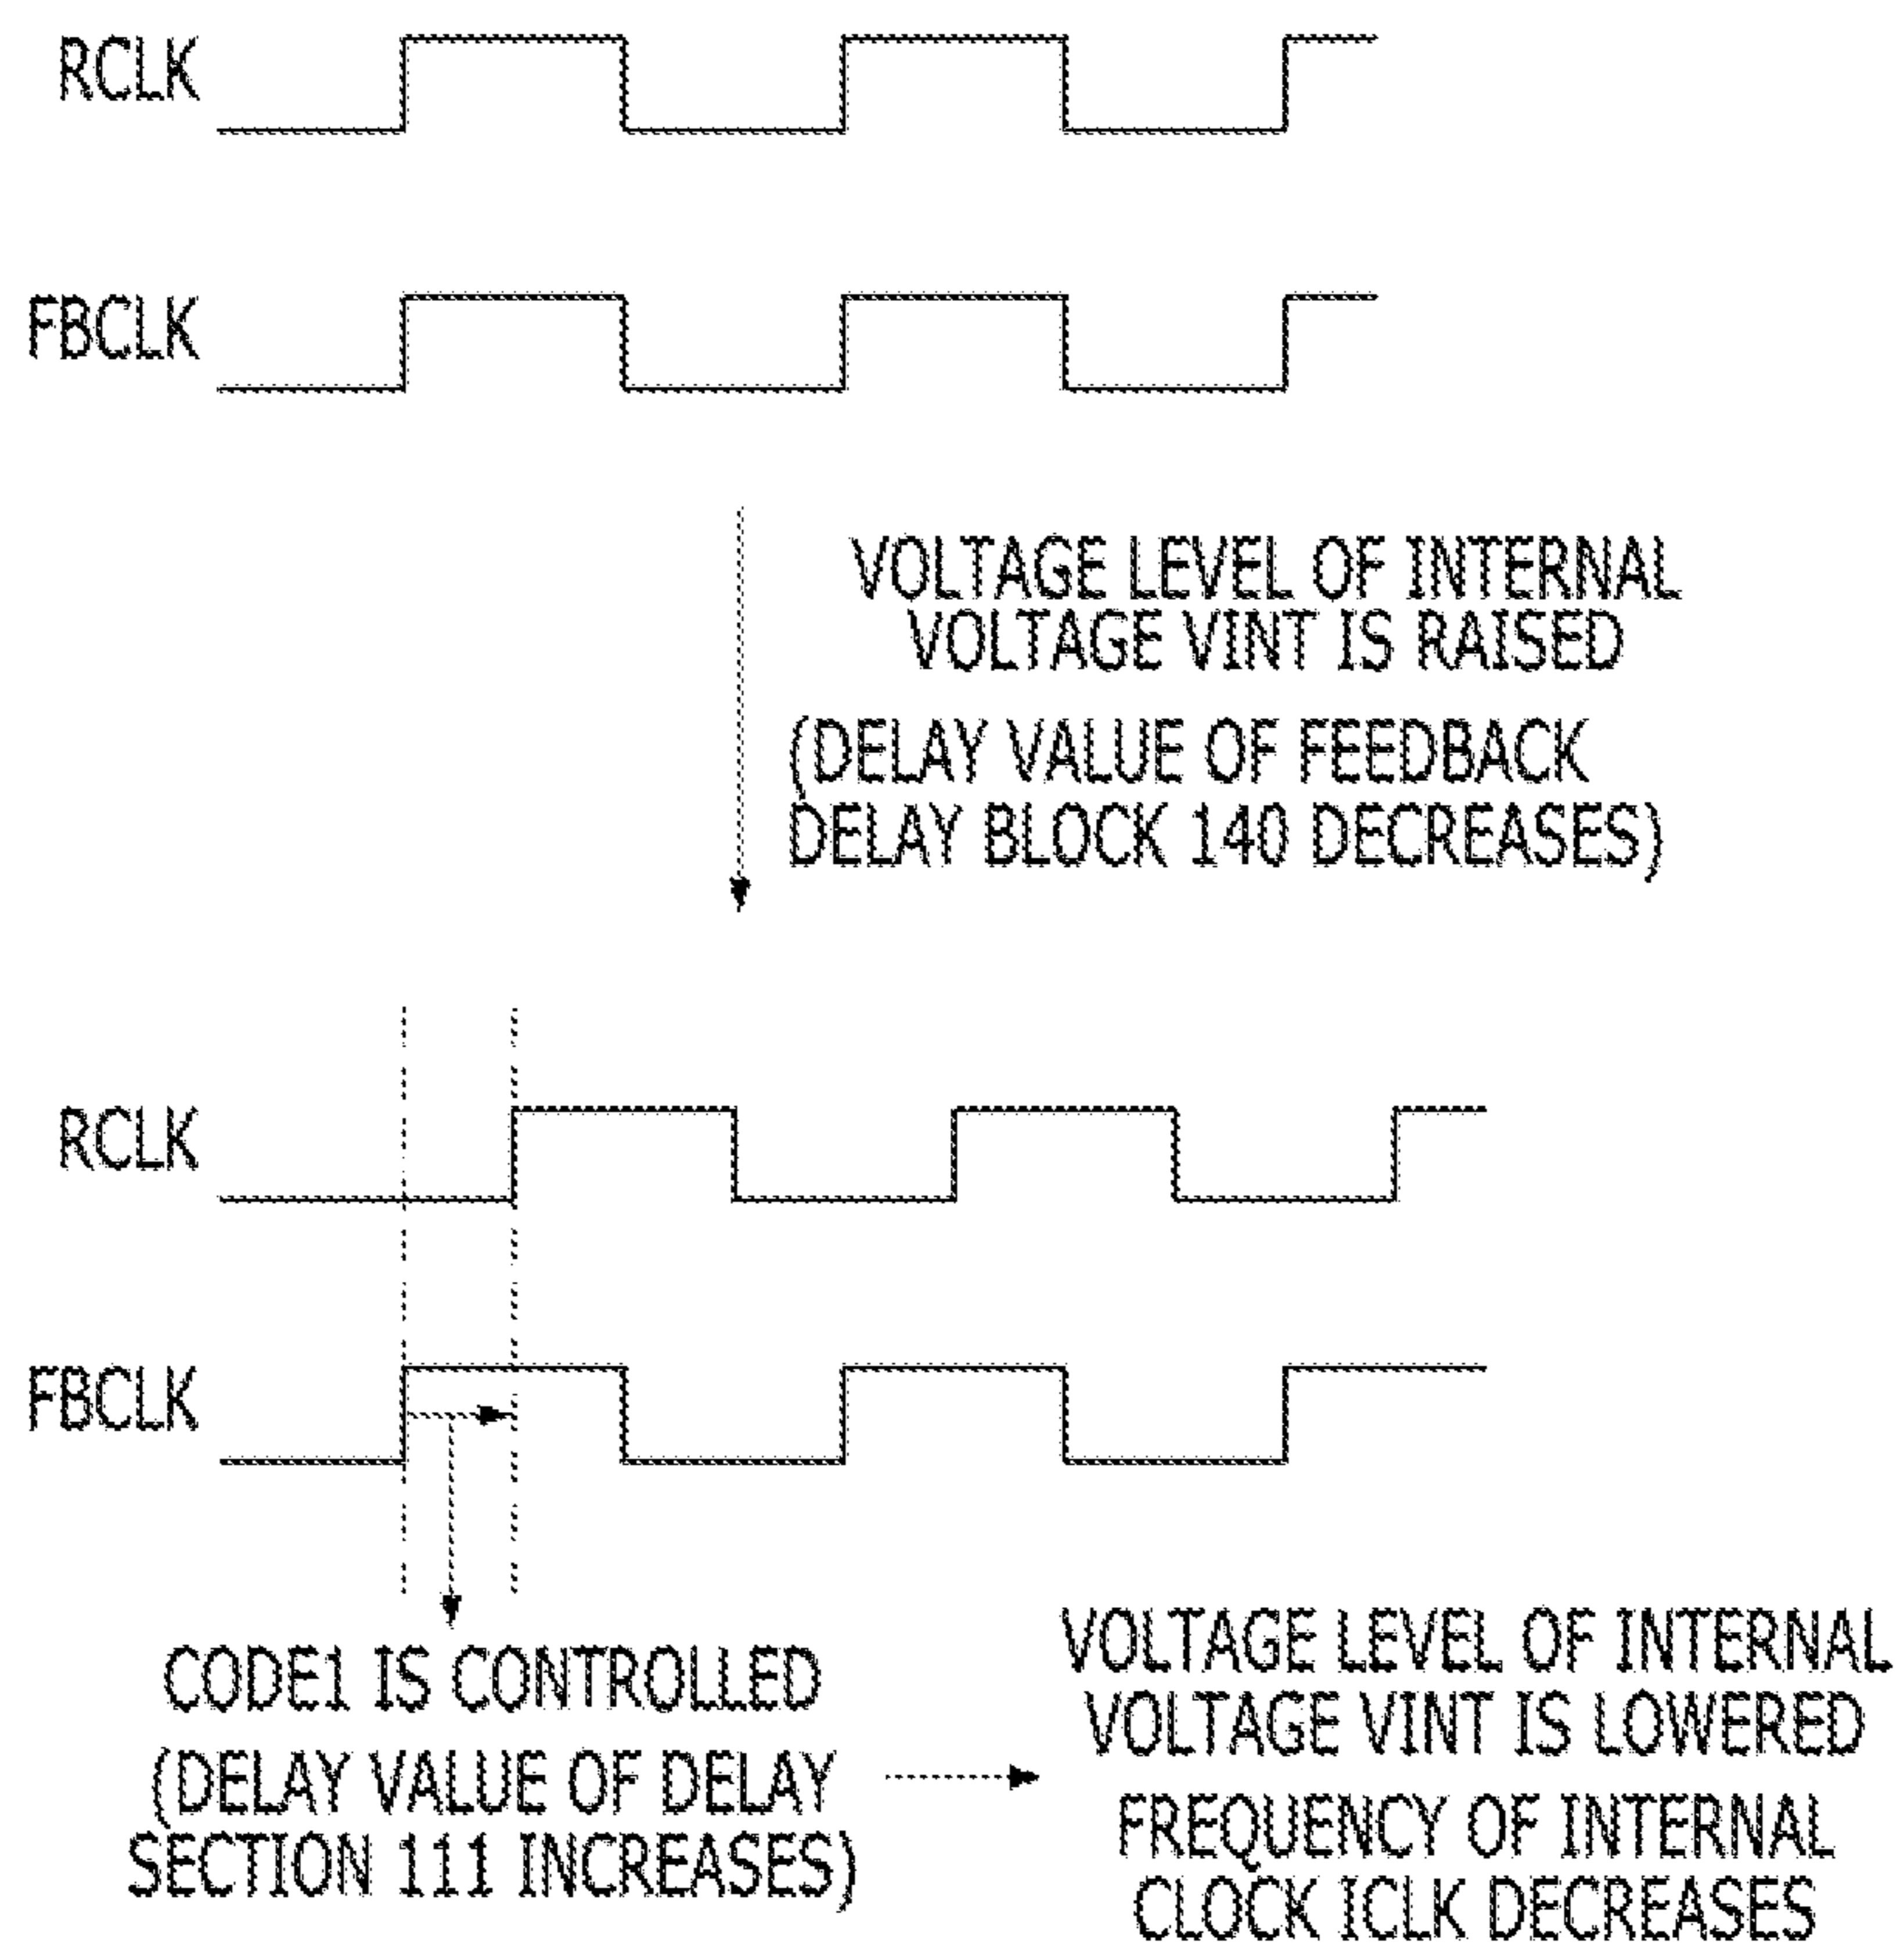 RCLK
FBCLK
VOLTAGE LEVEL OF INTERNAL
VOLTAGE VINT IS RAISED
(DELAY VALUE OF FEEDBACK
DELAY BLOCK 140 DECREASES)
RCLK
FBCLK
CODE1 IS CONTROLLED
(DELAY VALUE OF DELAY
SECTION 111 INCREASES)
VOLTAGE LEVEL OF INTERNAL
VOLTAGE VINT IS LOWERED
FREQUENCY OF INTERNAL
CLOCK ICLK DECREASES